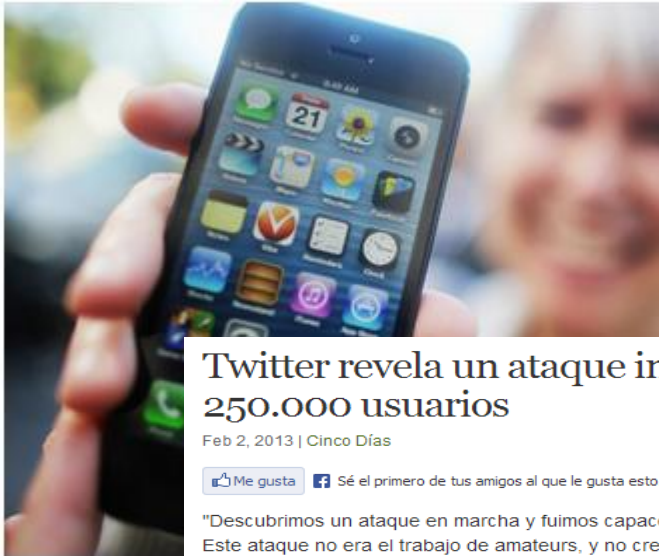 21
Twitter revela un ataque in
250.000 usuarios
Feb 2, 2013 | Cinco Días
Me gusta Sé el primero de tus amigos al que le gusta esto
"Descubrimos un ataque en marcha y fuimos capac
Este ataque no era el trabajo de amateurs, y no cre